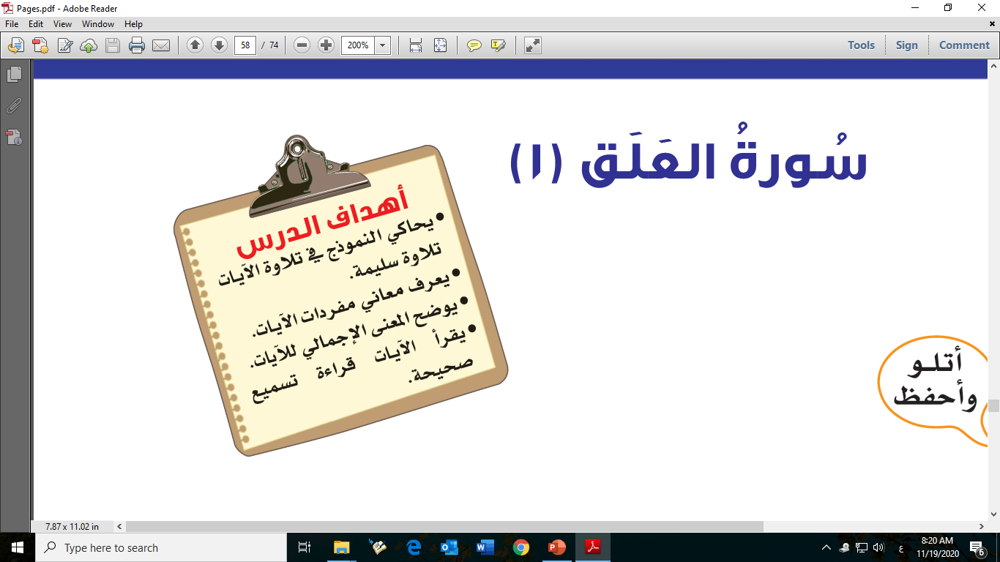 Pages.pdf - Adobe Reader
File Edit View Window Help
58 / 74
200%
Tools Sign Comment
سُورةُ العَلَق (١)
أهداف الدرس
•يحاكي النموذج في تلاوة الآيات
تلاوة سليمة.
•يعرف معاني مفردات الآيات.
•يوضح المعنى الإجمالي للآيات.
•يقرأ الآيات قراءة تسميع
صحيحة.
أتلو
وأحفظ
7.87 x 11.02 in
Type here to search
ع
8:20 AM
11/19/2020
6